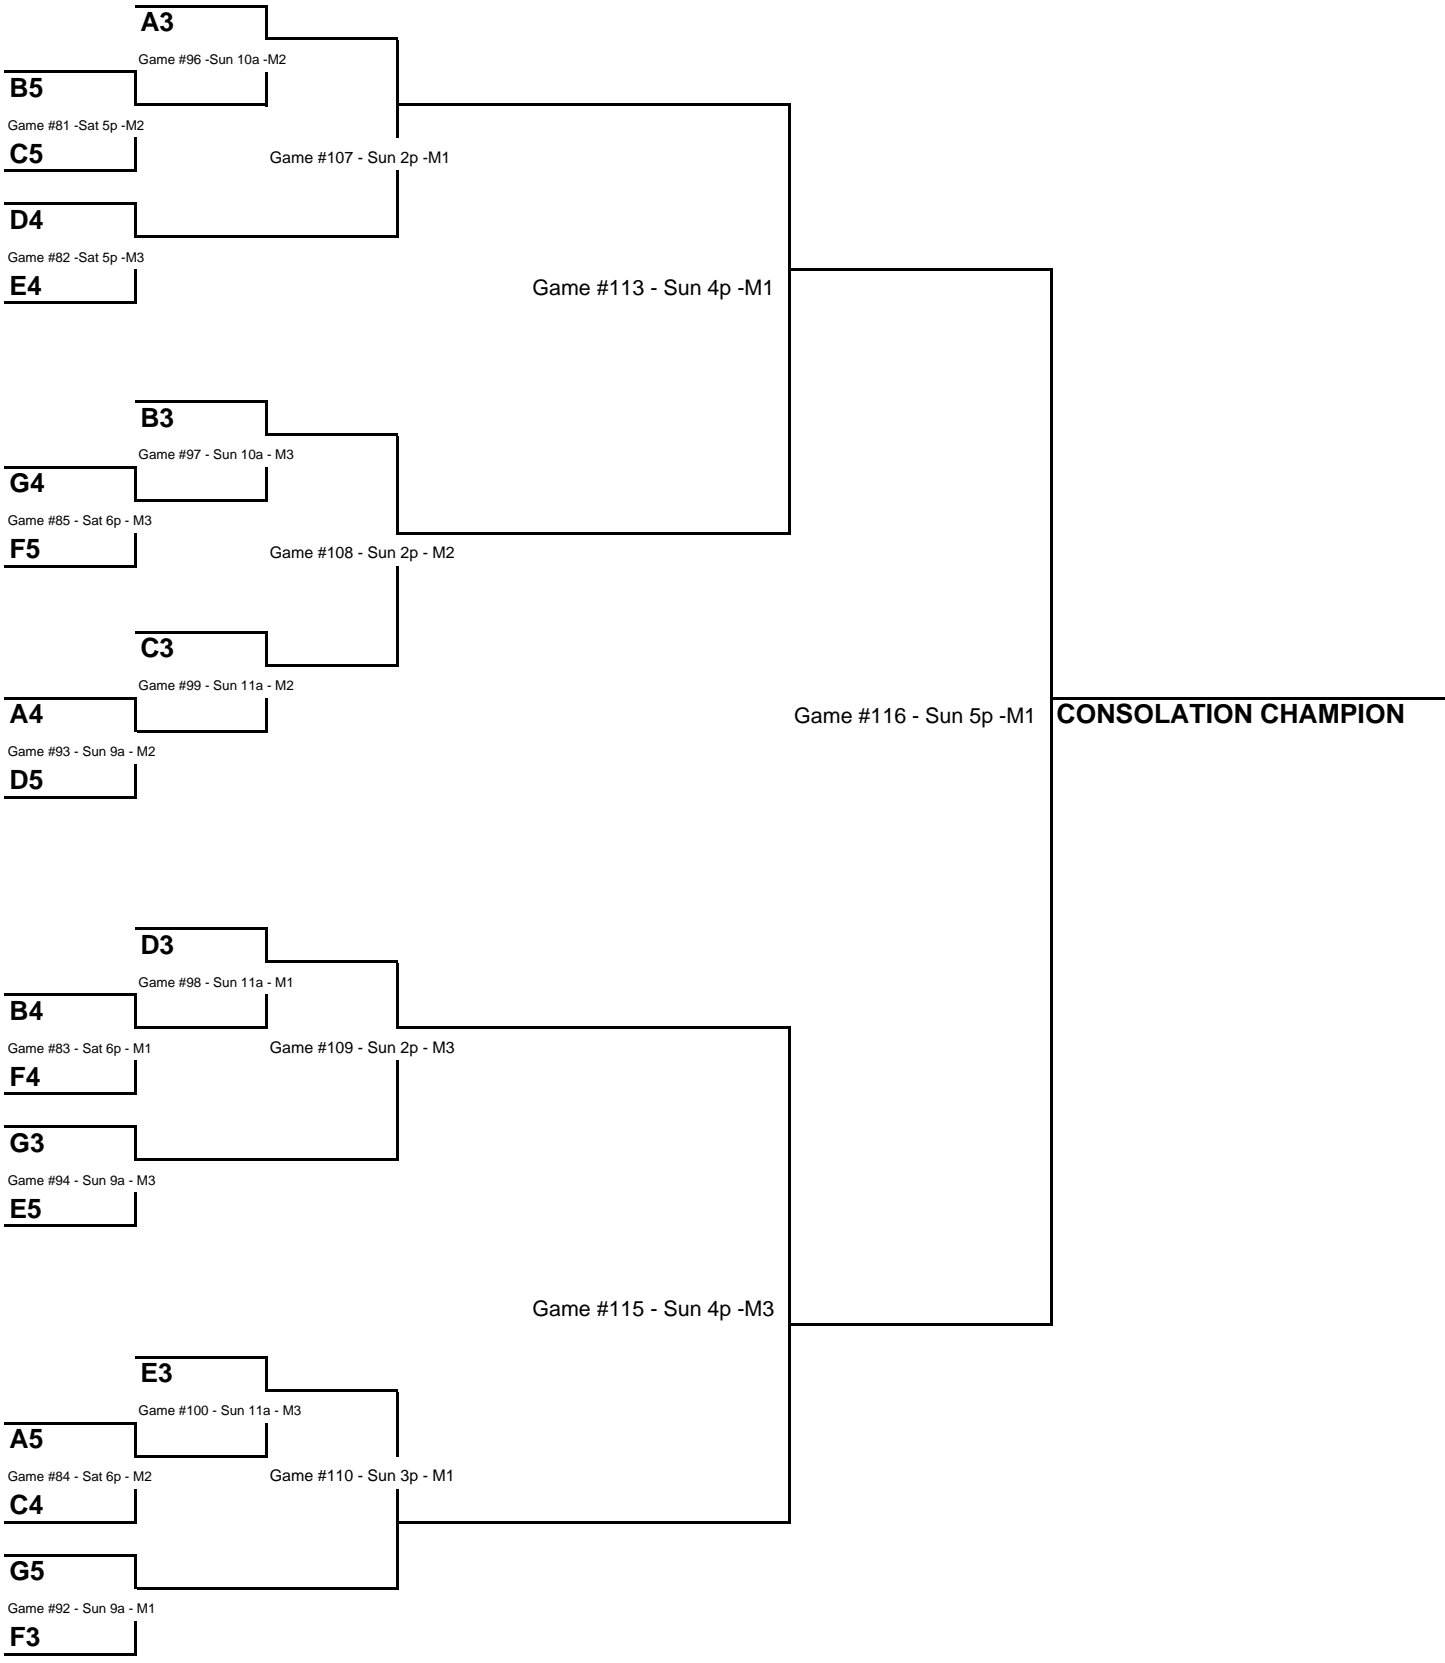 A3
Game #96 -Sun 10a -M2
B5
Game #81 -Sat 5p -M2
C5
Game #107 - Sun 2p -M1
D4
Game #82 -Sat 5p -M3
E4
Game #113 - Sun 4p -M1
B3
Game #97 - Sun 10a - M3
G4
Game #85 - Sat 6p - M3
F5
Game #108 - Sun 2p - M2
C3
Game #99 - Sun 11a - M2
A4
Game #116 - Sun 5p -M1
CONSOLATION CHAMPION
Game #93 - Sun 9a - M2
D5
D3
Game #98 - Sun 11a - M1
B4
Game #83 - Sat 6p - M1
Game #109 - Sun 2p - M3
F4
G3
Game #94 - Sun 9a - M3
E5
Game #115 - Sun 4p -M3
E3
Game #100 - Sun 11a - M3
A5
Game #84 - Sat 6p - M2
Game #110 - Sun 3p - M1
C4
G5
Game #92 - Sun 9a - M1
F3